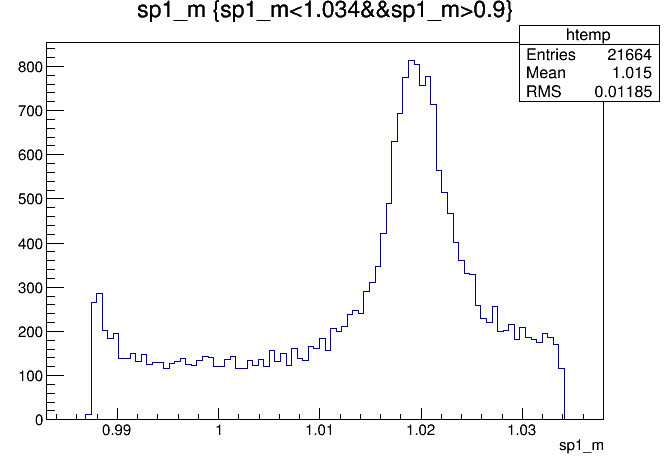 sp1_m {sp1_m<1.034&&sp1_m>0.9}
htemp
Entries 21664
Mean 1.015
RMS 0.01185
800
700
600
500
400
300
200
100
0
0.99 1 1.01 1.02 1.03
sp1_m